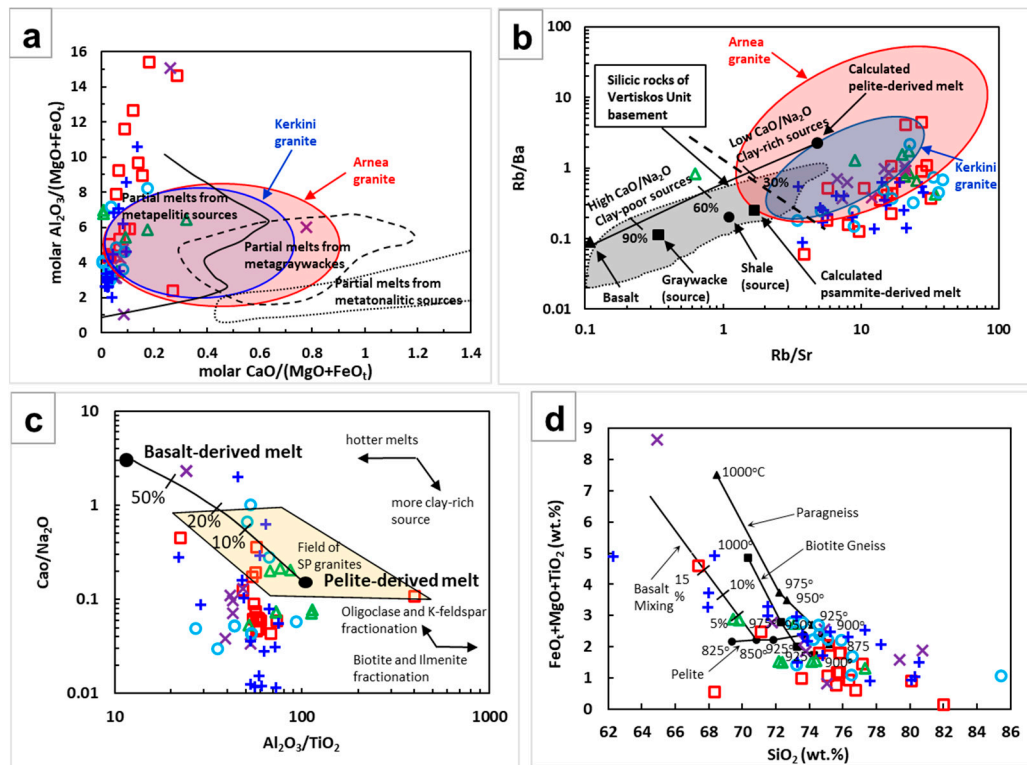 a
16
14
12
10
8
6
4
2
0
molar Al₂O₃/(MgO+FeOₜ)
Kerkini
granite
Arnea
granite
Partial melts from
metapelitic sources
Partial melts from
metagraywackes
Partial melts from
metatonalitic sources
0
0.2
0.4
0.6
0.8
1
1.2
1.4
molar CaO/(MgO+FeOₜ)
b
100
10
1
0.1
0.01
Rb/Ba
Arnea
granite
Silicic rocks of
Vertiskos Unit
basement
Calculated
pelite-derived melt
Low CaO/Na₂O
Clay-rich sources
High CaO/Na₂O
Clay-poor sources
30%
60%
90%
Kerkini
granite
Basalt
Graywacke
(source)
Shale
(source)
Calculated
psammite-derived melt
0.1
1
10
100
Rb/Sr
c
10
1
0.1
0.01
Cao/Na₂O
Basalt-derived melt
hotter melts
more clay-rich
source
50%
20%
10%
Field of
SP granites
Pelite-derived melt
Oligoclase and K-feldspar
fractionation
Biotite and Ilmenite
fractionation
10
100
1000
Al₂O₃/TiO₂
d
9
8
7
6
5
4
3
2
1
0
FeOₜ+MgO+TiO₂ (wt.%)
1000°C
Paragneiss
1000°
Biotite Gneiss
Basalt
Mixing
15
%
10%
5%
975°
950°
925°
900°
975°
950°
875
825°
850°
925°
925°
900°
Pelite
62
64
66
68
70
72
74
76
78
80
82
84
86
SiO₂ (wt.%)